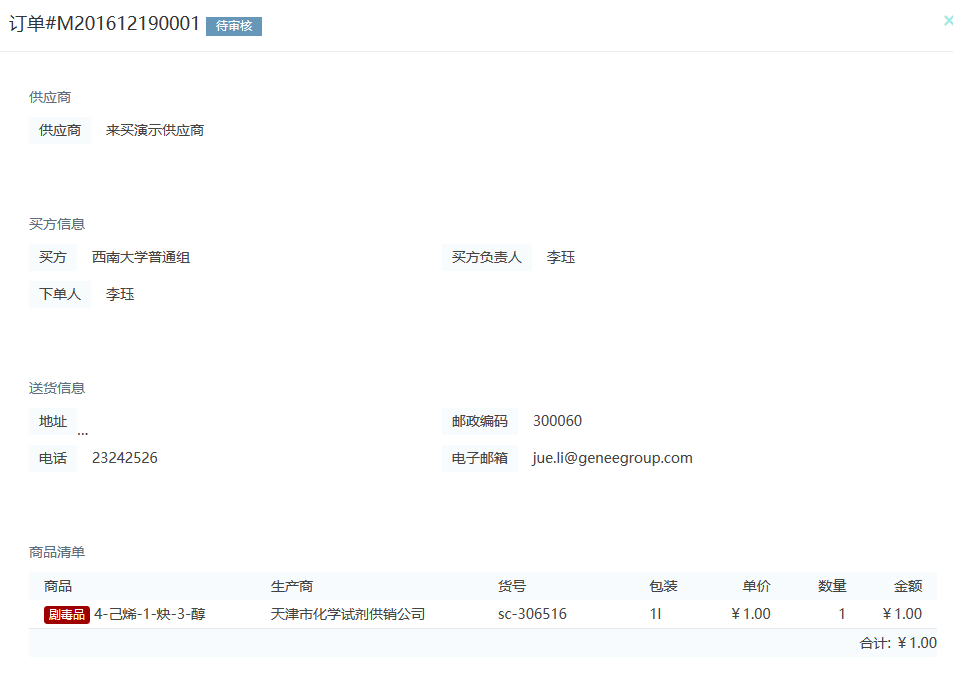 订单#M201612190001 待审核
供应商
供应商 来买演示供应商
买方信息
买方 西南大学普通组 买方负责人 李珏
下单人 李珏
送货信息
地址 ... 邮政编码 300060
电话 23242526 电子邮箱 jue.li@geneegroup.com
商品清单
商品 生产商 货号 包装 单价 数量 金额
剧毒品 4-己烯-1-炔-3-醇 天津市化学试剂供销公司 sc-306516 1l ¥1.00 1 ¥1.00
合计: ¥1.00